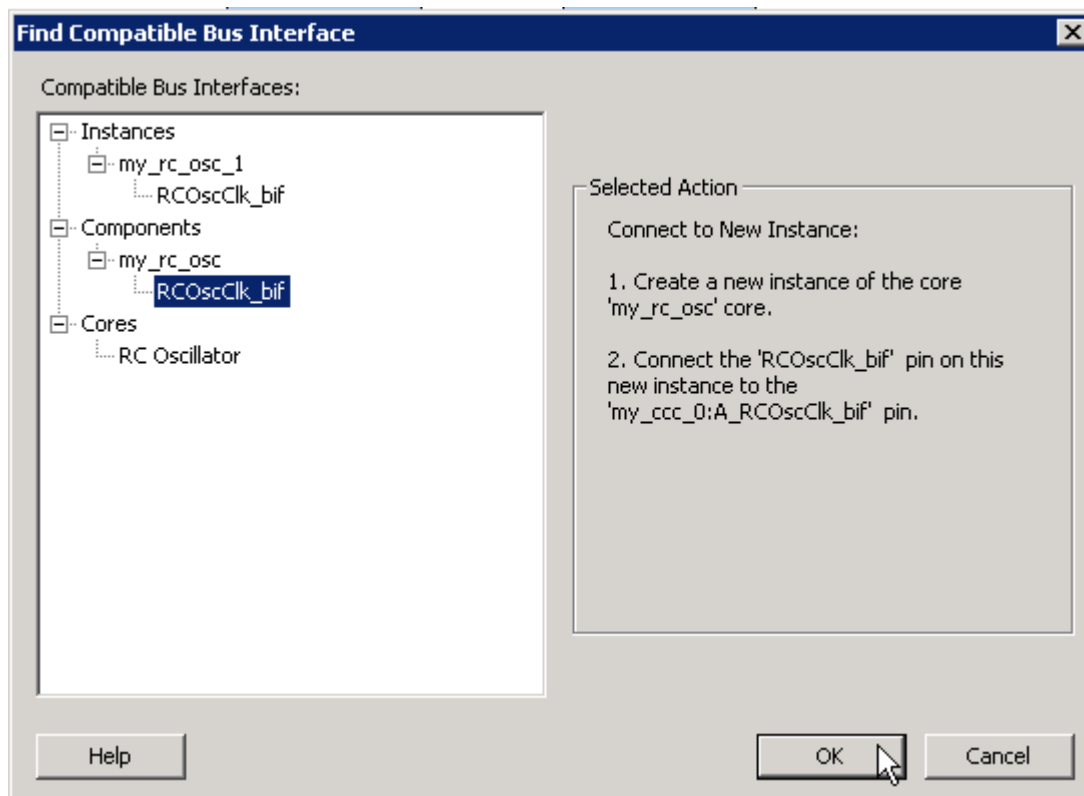 Find Compatible Bus Interface
Compatible Bus Interfaces:
Instances
my_rc_osc_1
RCOscClk_bif
Components
my_rc_osc
RCOscClk_bif
Cores
RC Oscillator
Selected Action
Connect to New Instance:
1. Create a new instance of the core
'my_rc_osc' core.
2. Connect the 'RCOscClk_bif' pin on this
new instance to the
'my_ccc_0:A_RCOscClk_bif' pin.
Help
OK
Cancel